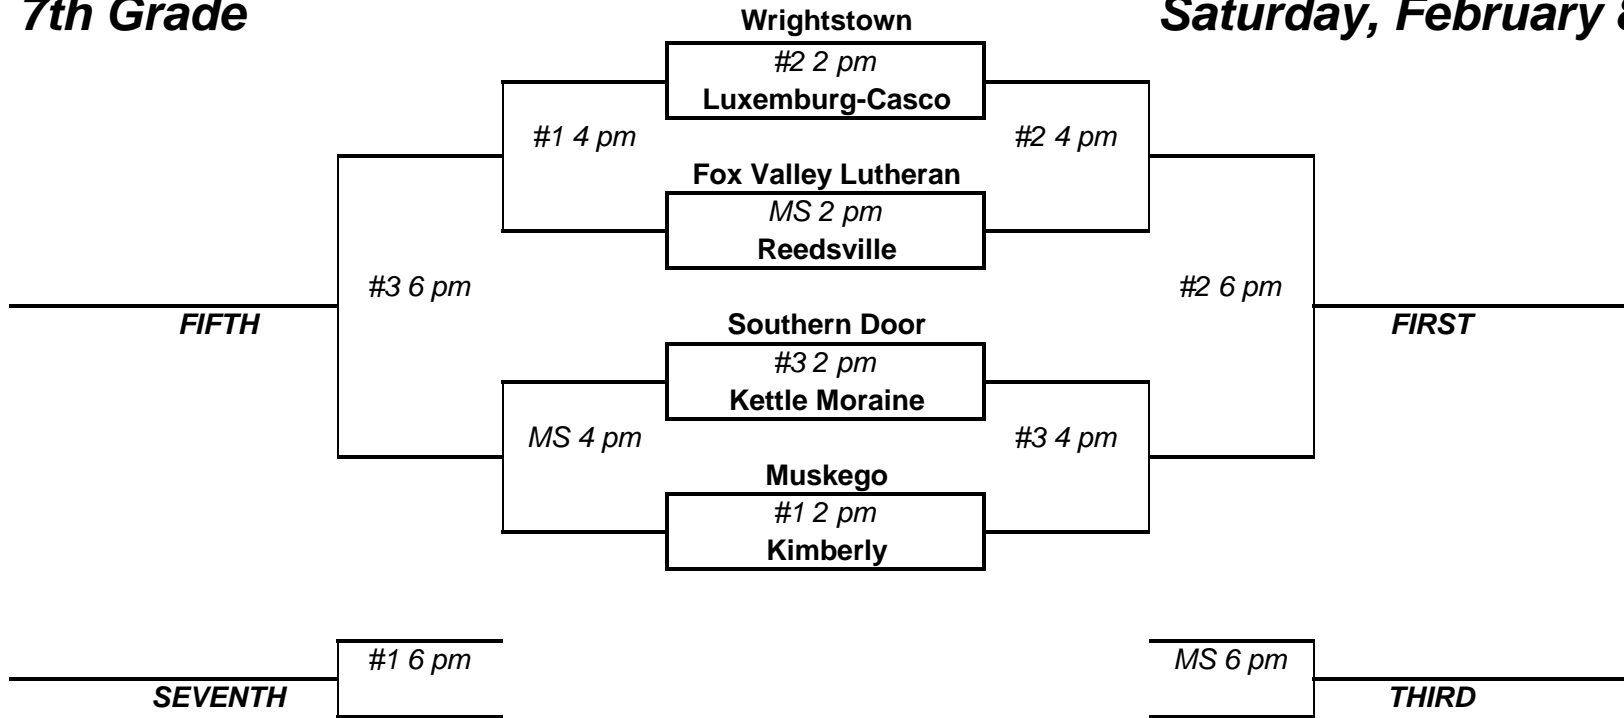 7th Grade
Saturday, February 8
Wrightstown
#2 2 pm
Luxemburg-Casco
#1 4 pm
#2 4 pm
Fox Valley Lutheran
MS 2 pm
Reedsville
#3 6 pm
#2 6 pm
FIFTH
Southern Door
FIRST
#3 2 pm
Kettle Moraine
MS 4 pm
#3 4 pm
Muskego
#1 2 pm
Kimberly
#1 6 pm
MS 6 pm
SEVENTH
THIRD